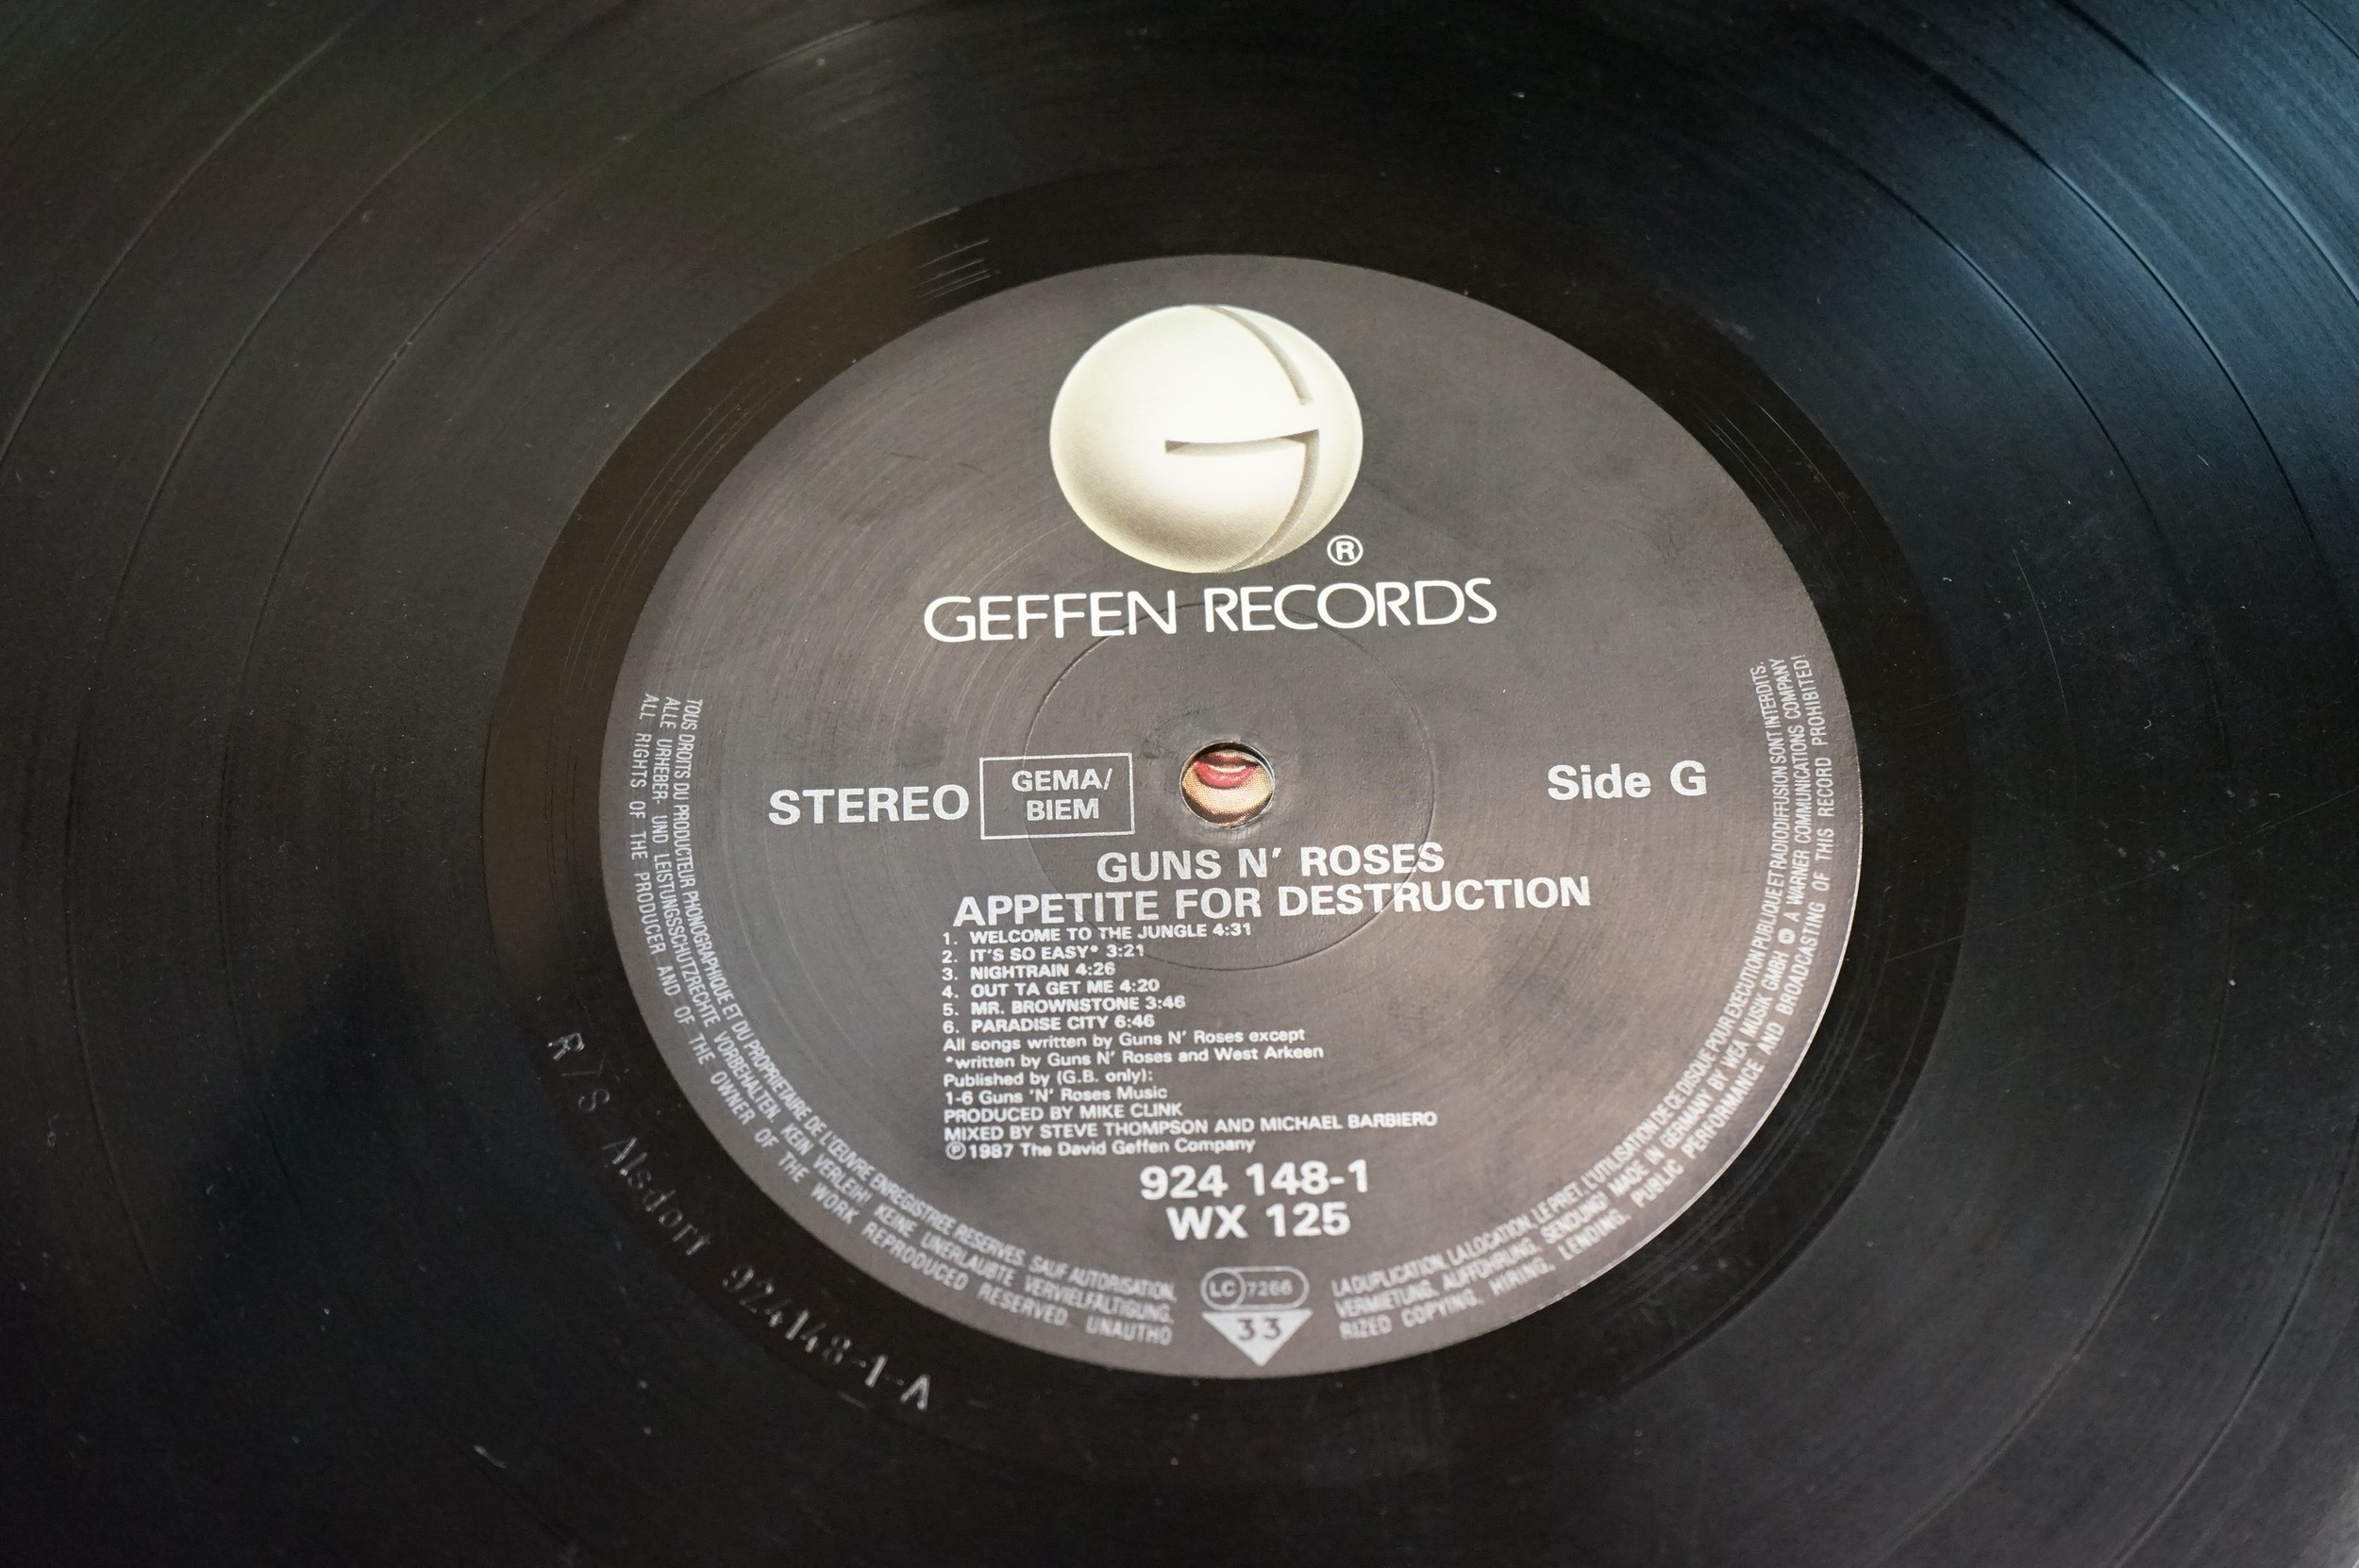 ®
GEFFEN RECORDS
STEREO
GEMA/
BIEM
Side G
GUNS N' ROSES
APPETITE FOR DESTRUCTION
1. WELCOME TO THE JUNGLE 4:31
2. IT'S SO EASY* 3:21
3. NIGHTRAIN 4:26
4. OUT TA GET ME 4:20
5. MR. BROWNSTONE 3:46
6. PARADISE CITY 6:46
All songs written by Guns N' Roses except
*written by Guns N' Roses and West Arkeen
Published by (G.B. only):
1-6 Guns 'N' Roses Music
PRODUCED BY MIKE CLINK
MIXED BY STEVE THOMPSON AND MICHAEL BARBIERO
℗1987 The David Geffen Company
924 148-1
WX 125
LC 7266
33
TOUS DROITS DU PRODUCTEUR PHONOGRAPHIQUE ET DU PROPRIETAIRE DE L'ŒUVRE ENREGISTREE RESERVES. SAUF AUTORISATION, LA DUPLICATION, LA LOCATION, LE PRET, L'UTILISATION DE CE DISQUE POUR EXECUTION PUBLIQUE ET RADIODIFFUSION SONT INTERDITS.
ALLE URHEBER- UND LEISTUNGSSCHUTZRECHTE VORBEHALTEN. KEIN VERLEIH! KEINE UNERLAUBTE VERVIELFÄLTIGUNG, VERMIETUNG, AUFFÜHRUNG, SENDUNG! MADE IN GERMANY BY WEA MUSIK GMBH A WARNER COMMUNICATIONS COMPANY
ALL RIGHTS OF THE PRODUCER AND OF THE OWNER OF THE WORK REPRODUCED RESERVED. UNAUTHORIZED COPYING, HIRING, LENDING, PUBLIC PERFORMANCE AND BROADCASTING OF THIS RECORD PROHIBITED!
R/S Alsdorf 924148-1-A